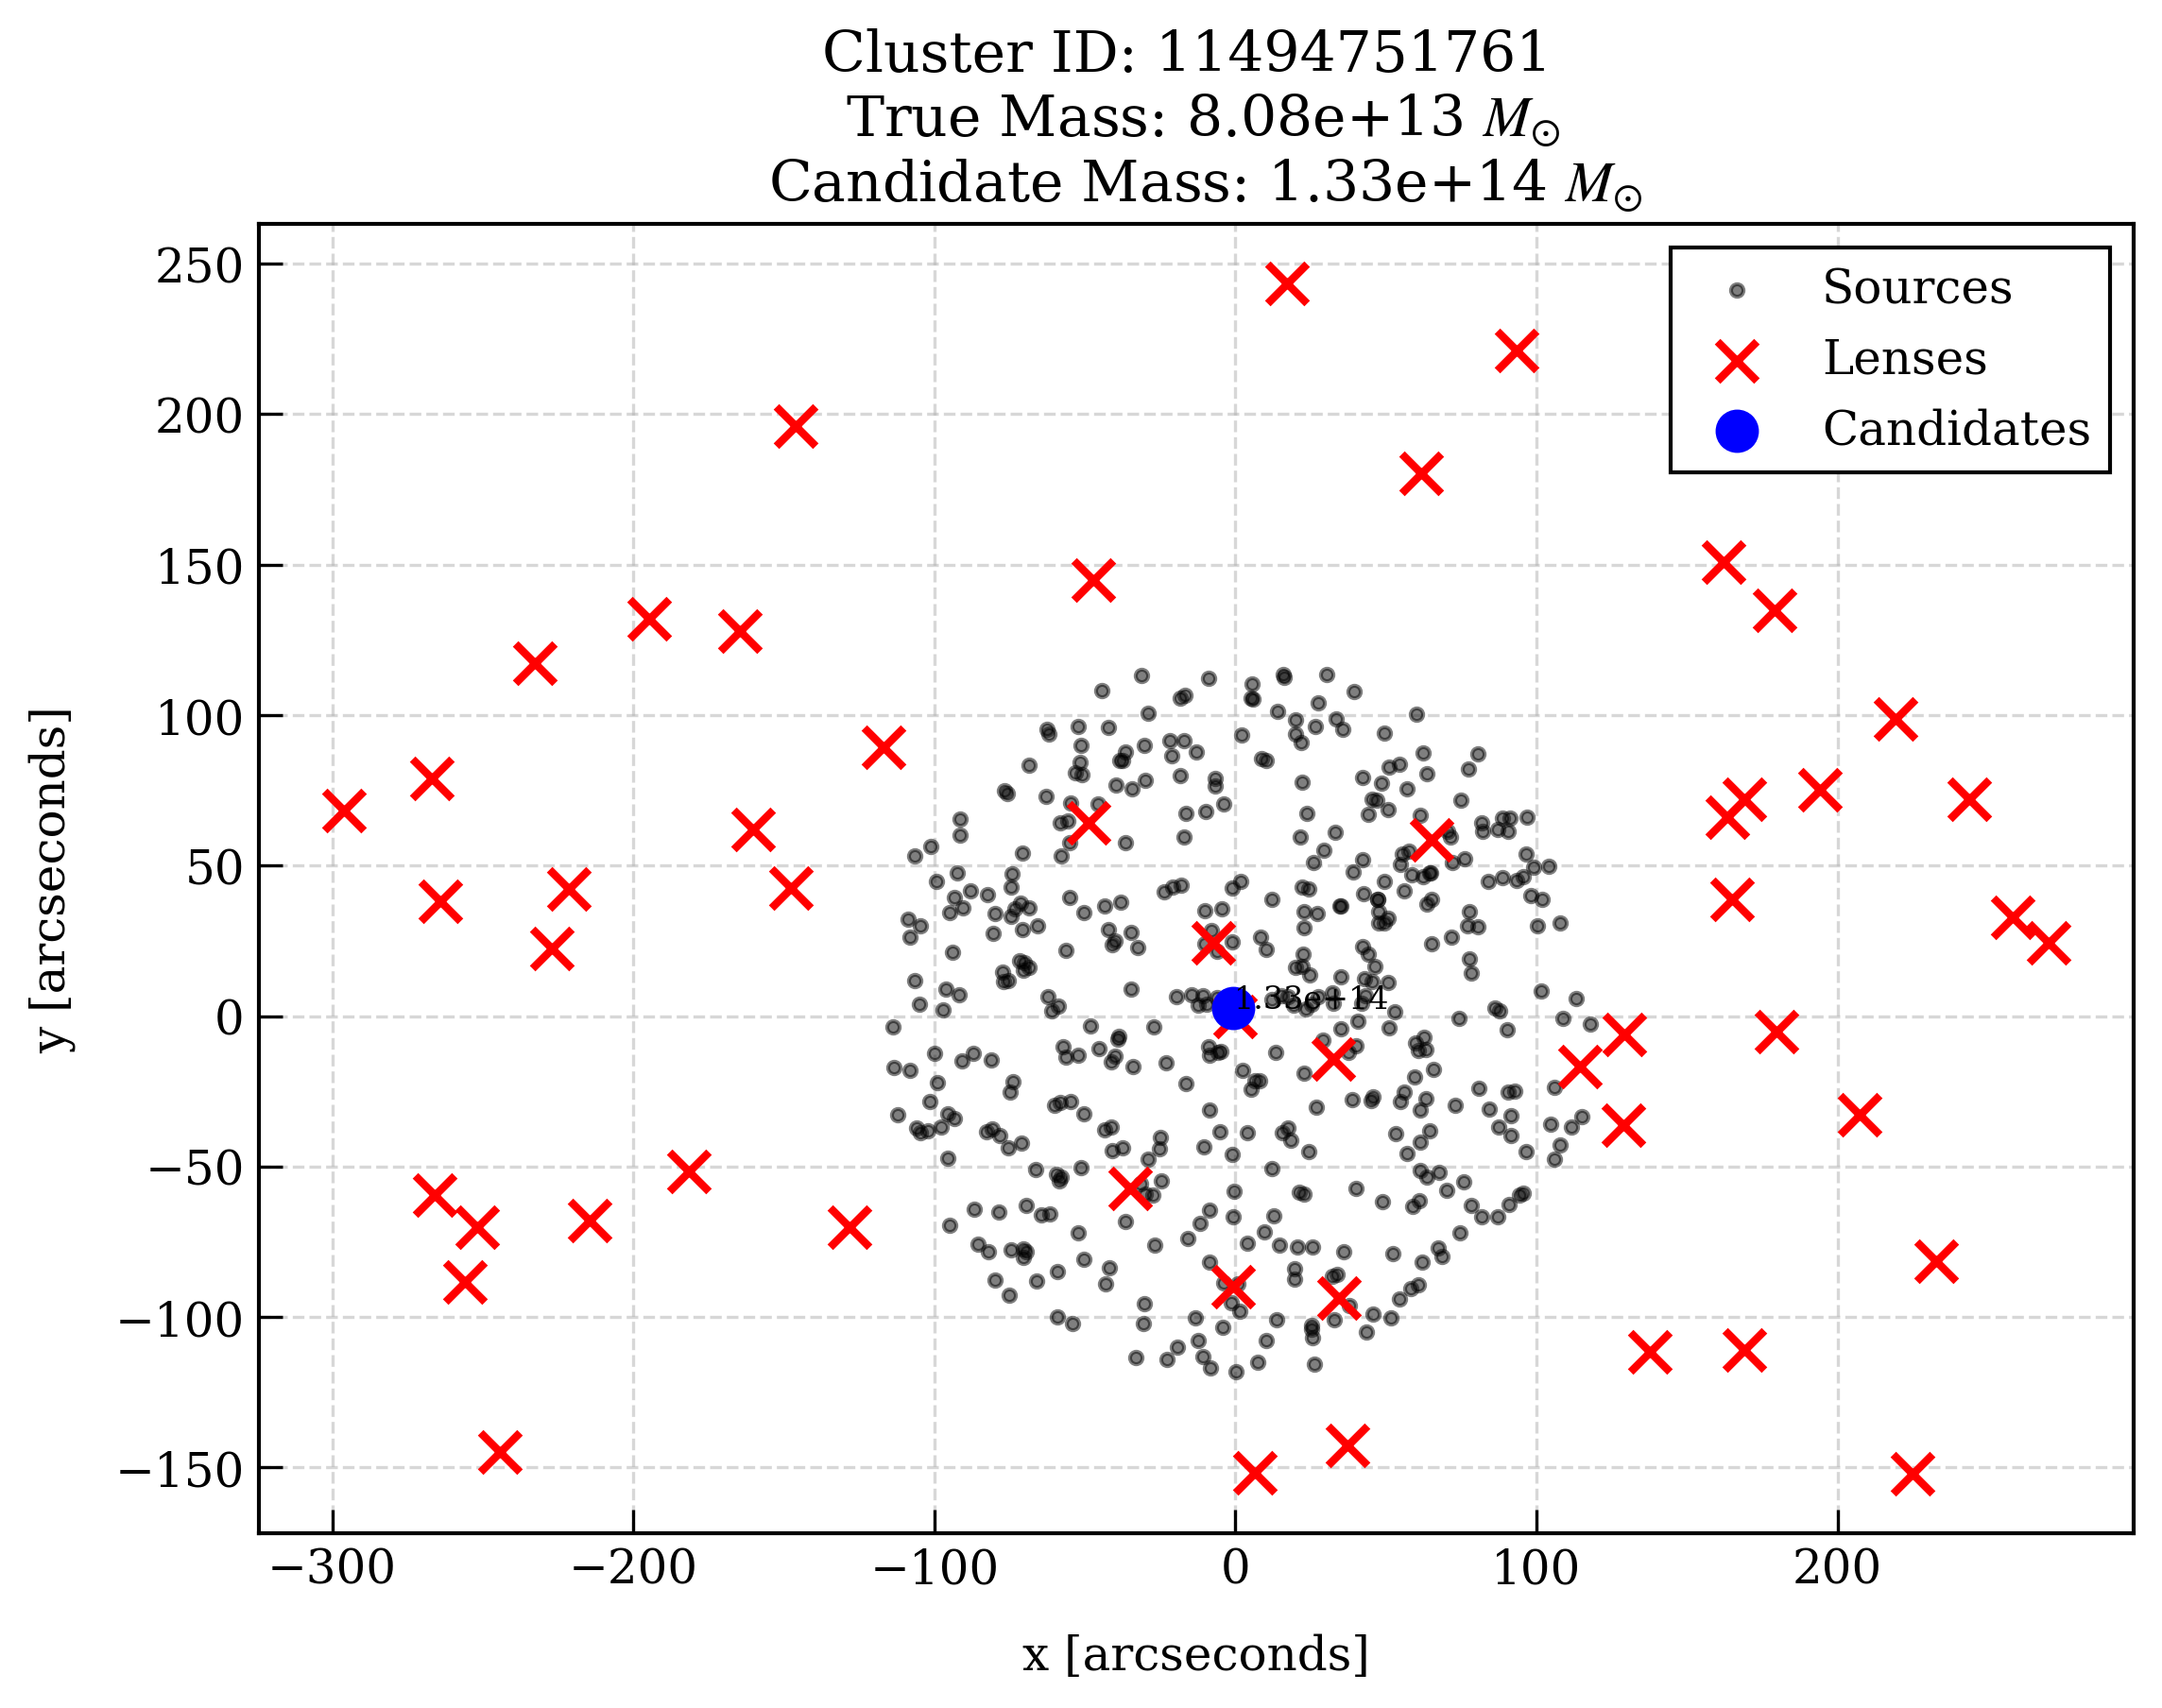 Cluster ID: 11494751761
True Mass: 8.08e+13 M⊙
Candidate Mass: 1.33e+14 M⊙
250
200
150
100
50
0
−50
−100
−150
y [arcseconds]
Sources
Lenses
Candidates
1.33e+14
−300
−200
−100
0
100
200
x [arcseconds]